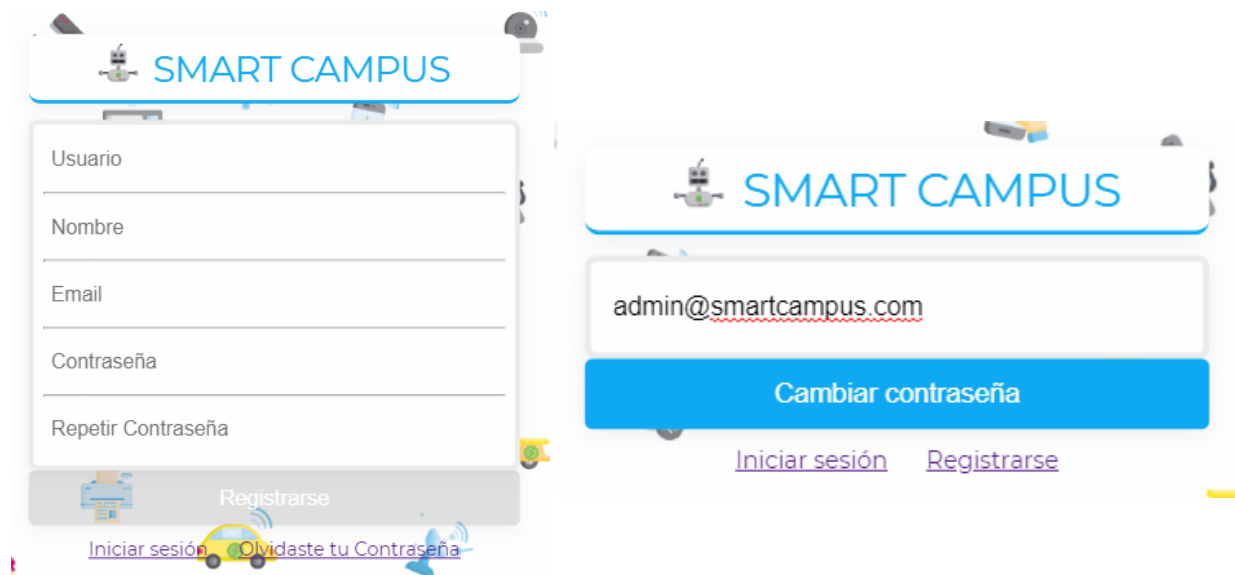 SMART CAMPUS
Usuario
Nombre
Email
Contraseña
Repetir Contraseña
Registrarse
Iniciar sesión Olvidaste tu Contraseña
SMART CAMPUS
admin@smartcampus.com
Cambiar contraseña
Iniciar sesión Registrarse